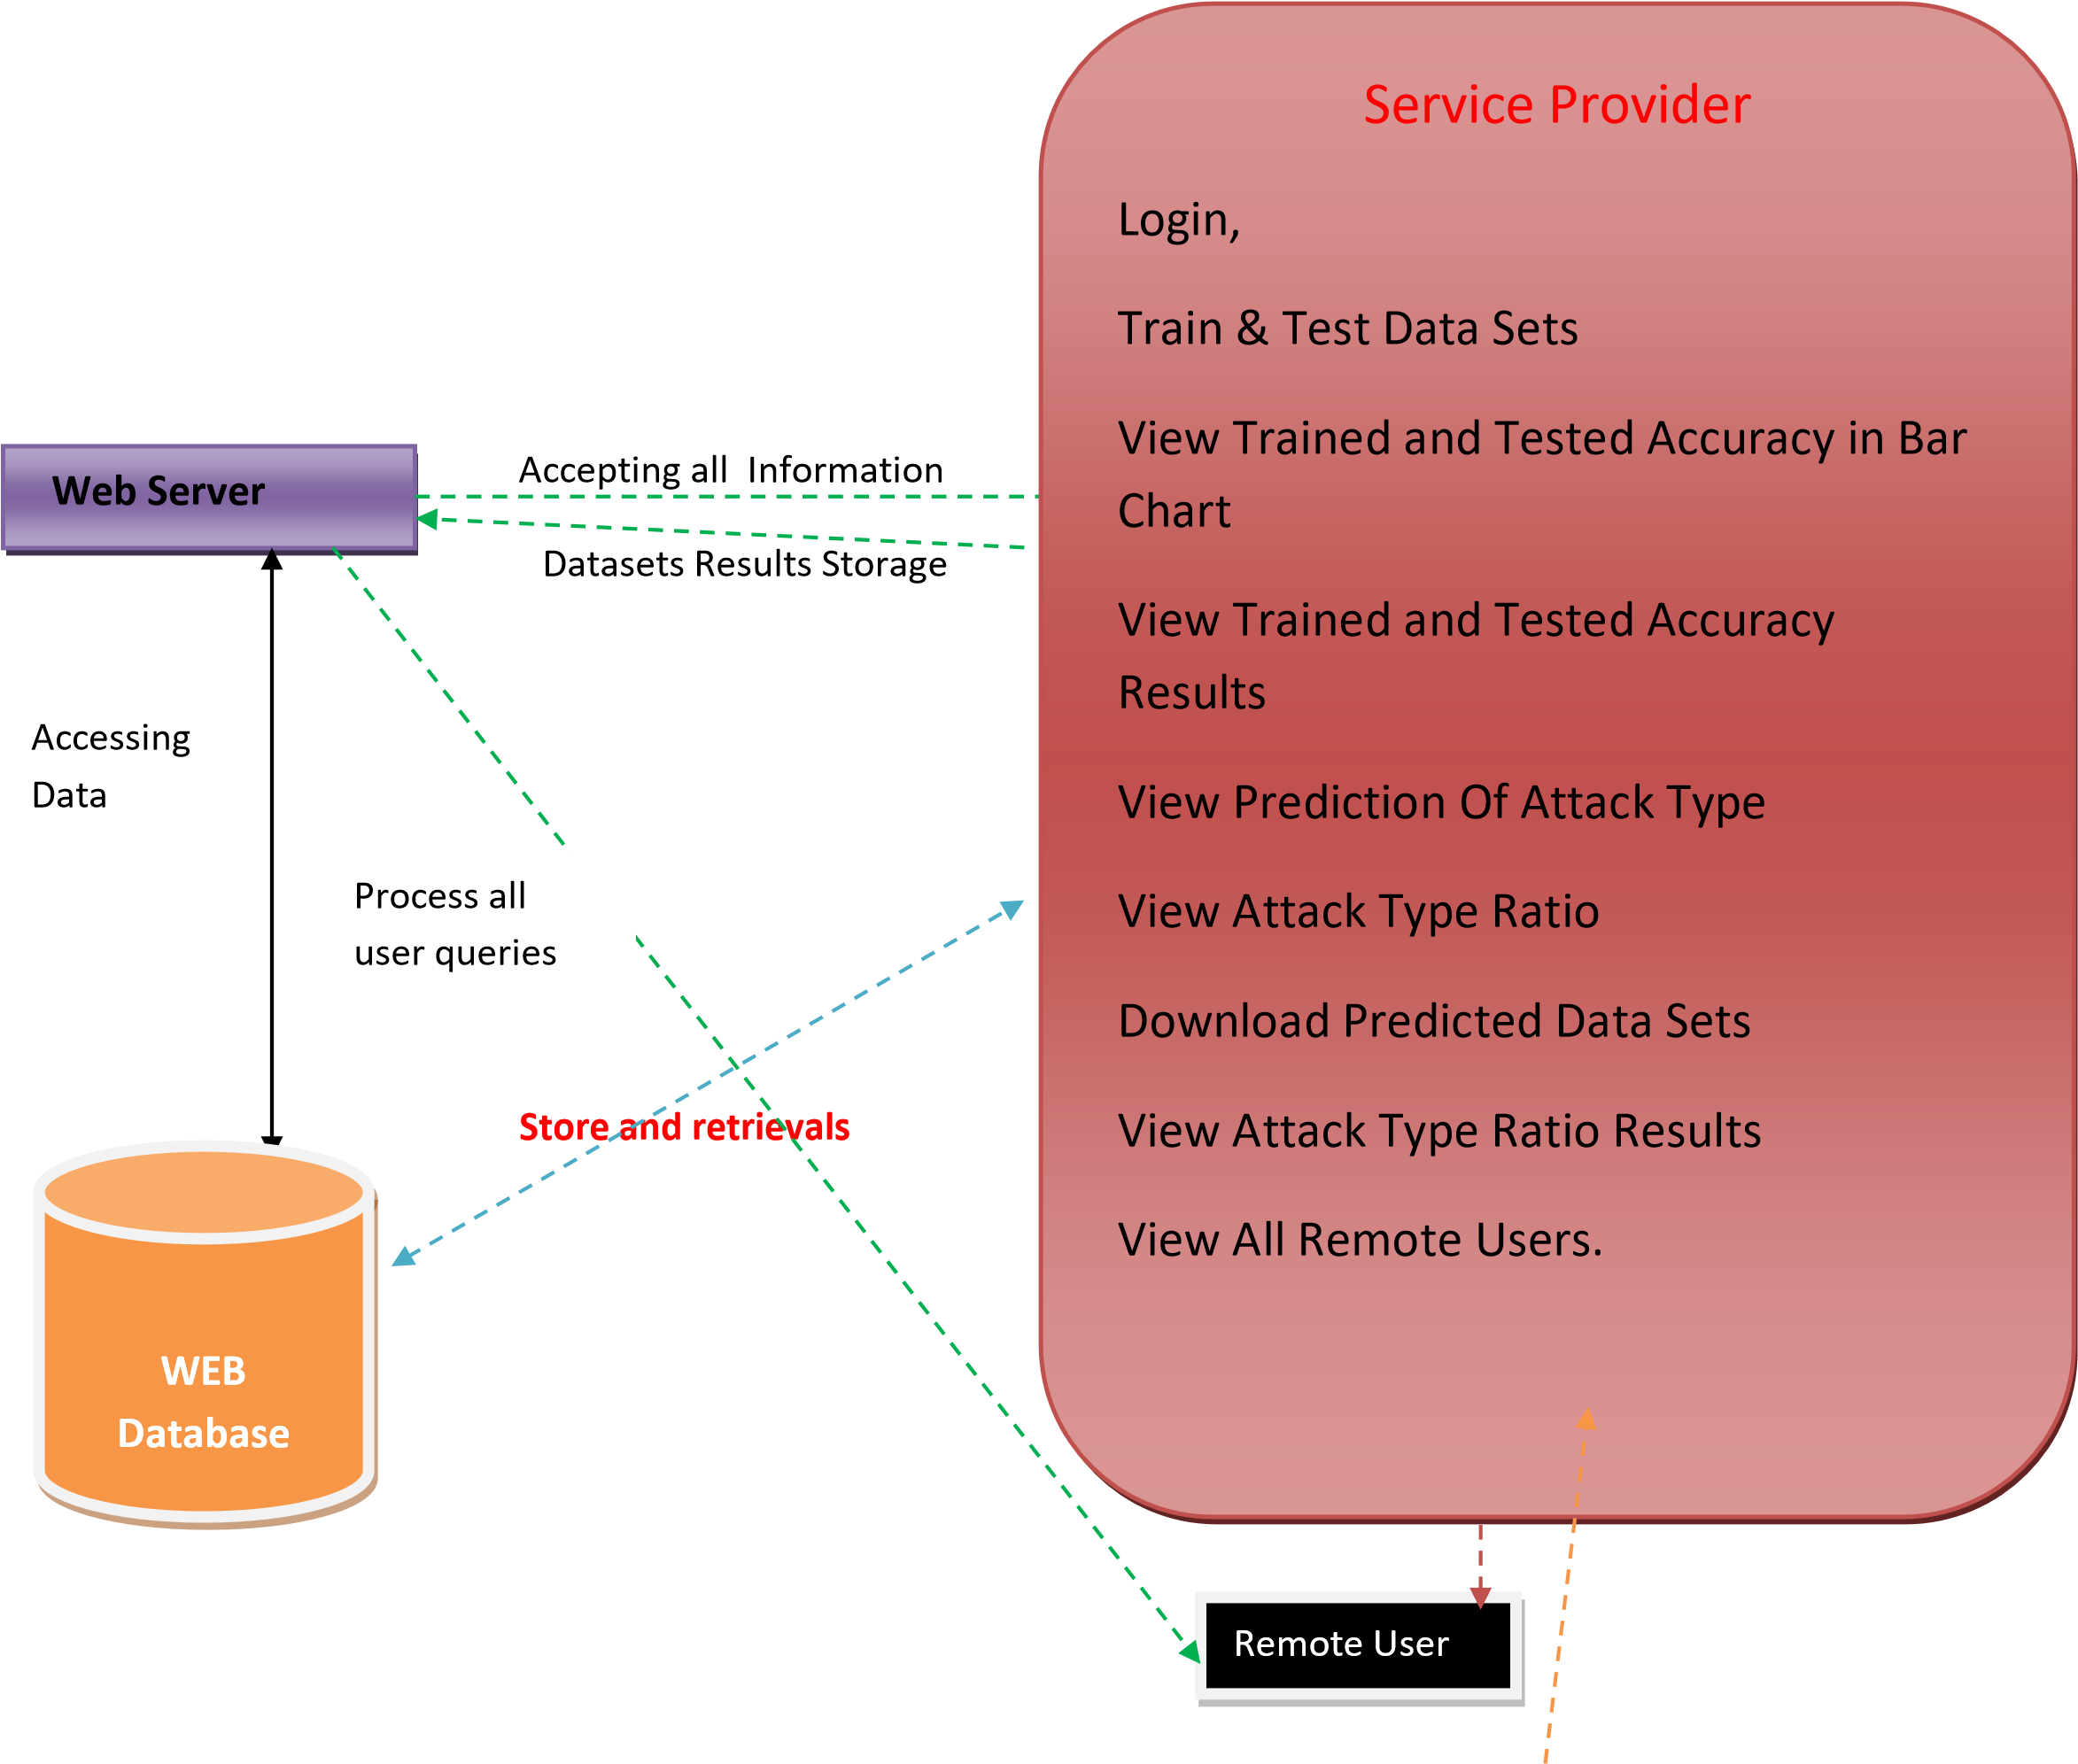 Service Provider
Login,
Train & Test Data Sets
View Trained and Tested Accuracy in Bar
Chart
View Trained and Tested Accuracy
Results
View Prediction Of Attack Type
View Attack Type Ratio
Download Predicted Data Sets
View Attack Type Ratio Results
View All Remote Users.
Web Server
Accepting all Information
Datasets Results Storage
Accessing
Data
Process all
user queries
Store and retrievals
WEB
Database
Remote User